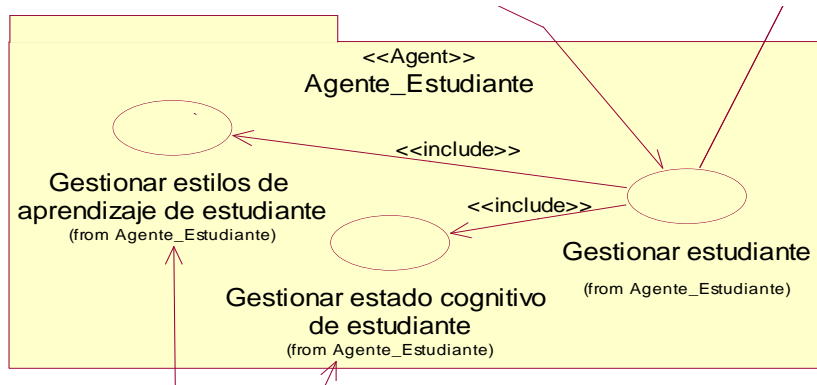 <<Agent>>
Agente_Estudiante
<<include>>
Gestionar estilos de
aprendizaje de estudiante
(from Agente_Estudiante)
<<include>>
Gestionar estudiante
(from Agente_Estudiante)
Gestionar estado cognitivo
de estudiante
(from Agente_Estudiante)